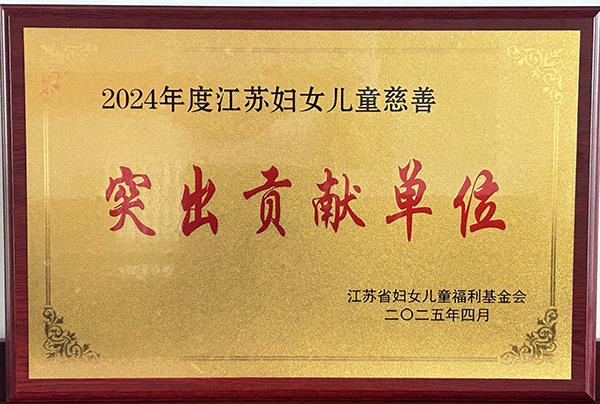 2024年度江苏妇女儿童慈善
突出贡献单位
江苏省妇女儿童福利基金会
二〇二五年四月